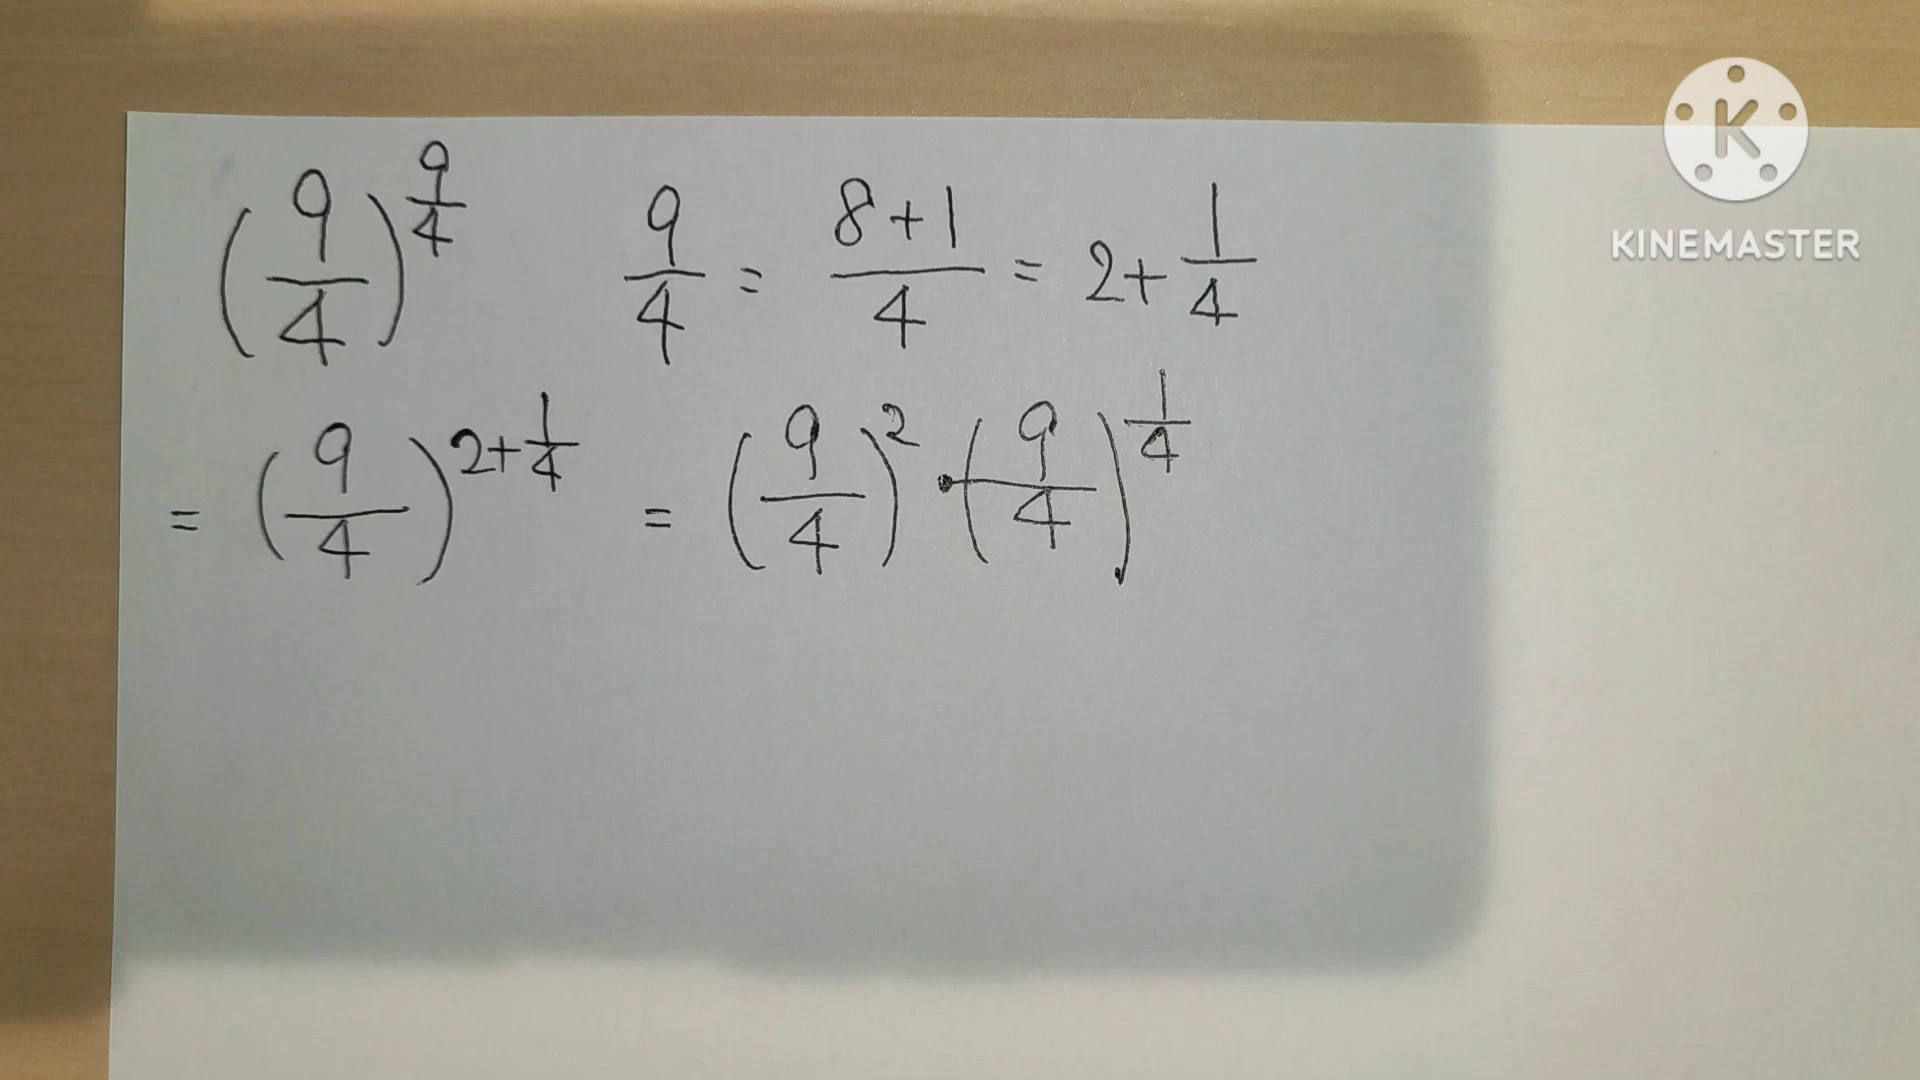 (9/4)^(9/4)   9/4 = (8+1)/4 = 2 + 1/4
= (9/4)^(2+1/4) = (9/4)^2 · (9/4)^(1/4)
K
KINEMASTER